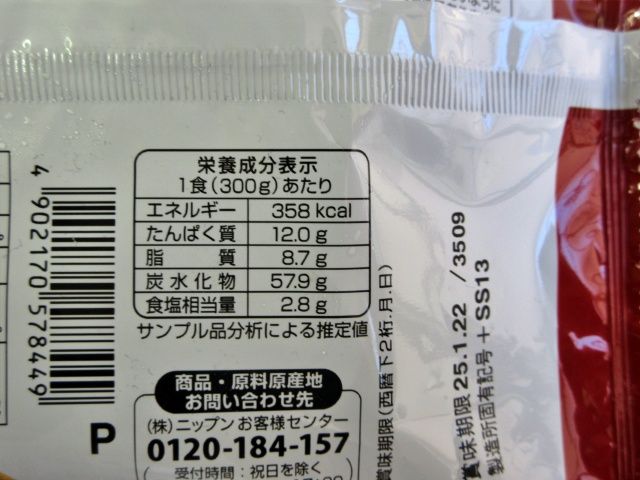 栄養成分表示
1食(300g)あたり
エネルギー 358 kcal
たんぱく質 12.0 g
脂 質 8.7 g
炭水化物 57.9 g
食塩相当量 2.8 g
サンプル品分析による推定値
商品・原料原産地
お問い合わせ先
(株)ニップンお客様センター
0120-184-157
受付時間:祝日を除く
4902170578449
P
賞味期限(西暦下2桁.月.日)
賞味期限 25.1.22 /3509
製造所固有記号 + SS13